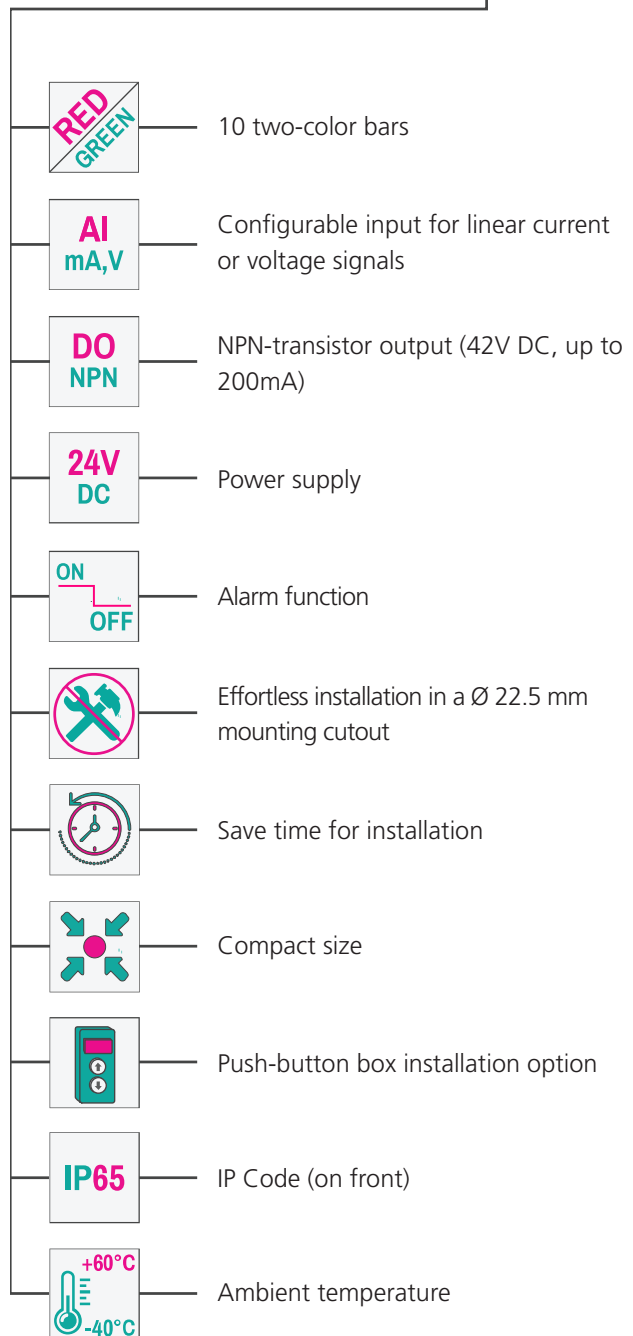 RED
GREEN
10 two-color bars
AI
mA,V
Configurable input for linear current
or voltage signals
DO
NPN
NPN-transistor output (42V DC, up to
200mA)
24V
DC
Power supply
ON
OFF
Alarm function
Effortless installation in a Ø 22.5 mm
mounting cutout
Save time for installation
Compact size
Push-button box installation option
IP65
IP Code (on front)
+60°C
-40°C
Ambient temperature